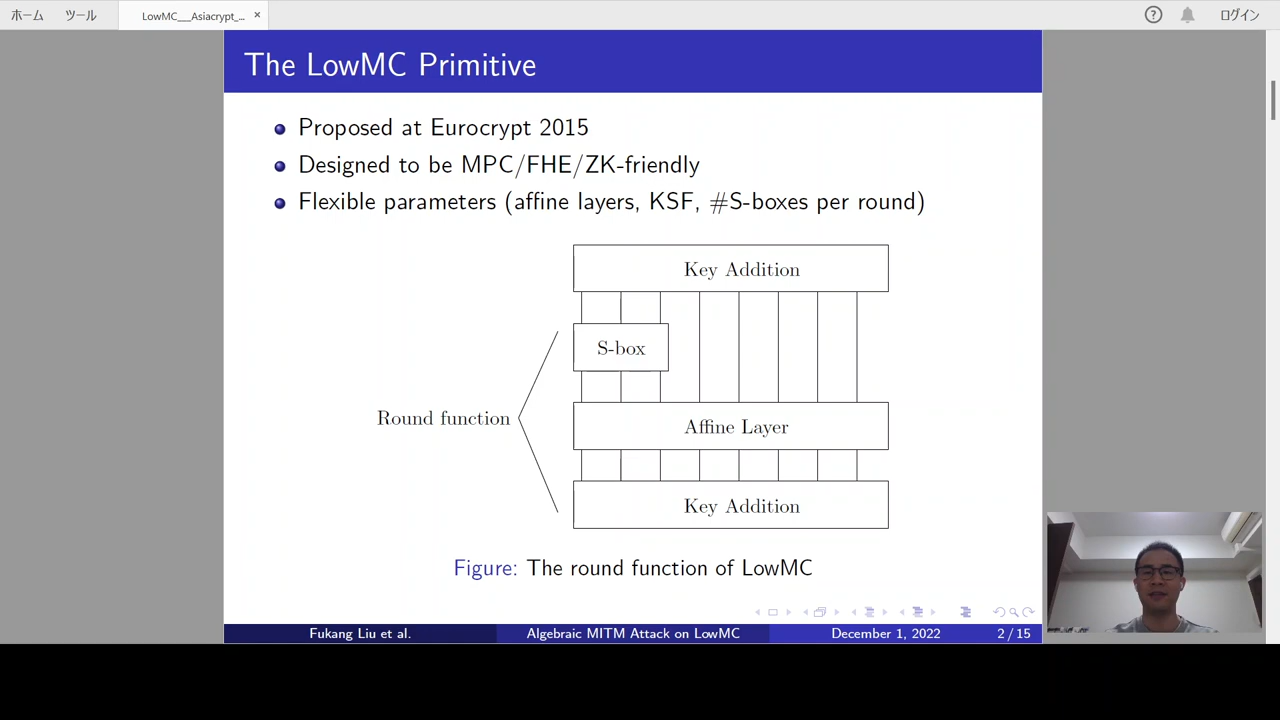 ホーム ツール LowMC__Asiacrypt_... × ? ログイン
The LowMC Primitive
Proposed at Eurocrypt 2015
Designed to be MPC/FHE/ZK-friendly
Flexible parameters (affine layers, KSF, #S-boxes per round)
Key Addition
S-box
Round function
Affine Layer
Key Addition
Figure: The round function of LowMC
Fukang Liu et al. Algebraic MITM Attack on LowMC December 1, 2022 2 / 15